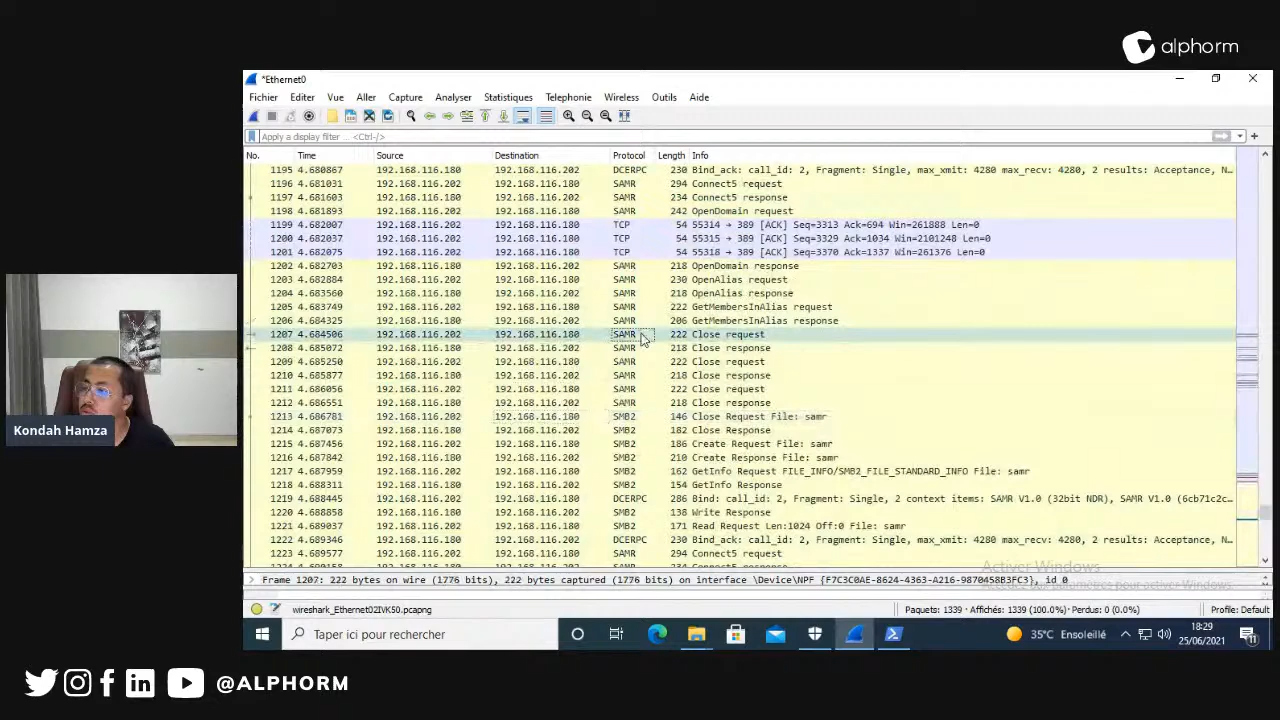 alphorm
*Ethernet0
Fichier Editer Vue Aller Capture Analyser Statistiques Telephonie Wireless Outils Aide
Apply a display filter ... <Ctrl-/>
No. Time Source Destination Protocol Length Info
1195 4.680867 192.168.116.180 192.168.116.202 DCERPC 230 Bind_ack: call_id: 2, Fragment: Single, max_xmit: 4280 max_recv: 4280, 2 results: Acceptance, N…
1196 4.681031 192.168.116.202 192.168.116.180 SAMR 294 Connect5 request
1197 4.681603 192.168.116.180 192.168.116.202 SAMR 234 Connect5 response
1198 4.681893 192.168.116.202 192.168.116.180 SAMR 242 OpenDomain request
1199 4.682007 192.168.116.202 192.168.116.180 TCP 54 55314 → 389 [ACK] Seq=3313 Ack=694 Win=261888 Len=0
1200 4.682037 192.168.116.202 192.168.116.180 TCP 54 55315 → 389 [ACK] Seq=3329 Ack=1034 Win=2101248 Len=0
1201 4.682075 192.168.116.202 192.168.116.180 TCP 54 55318 → 389 [ACK] Seq=3370 Ack=1337 Win=261376 Len=0
1202 4.682703 192.168.116.180 192.168.116.202 SAMR 218 OpenDomain response
1203 4.682884 192.168.116.202 192.168.116.180 SAMR 230 OpenAlias request
1204 4.683560 192.168.116.180 192.168.116.202 SAMR 218 OpenAlias response
1205 4.683749 192.168.116.202 192.168.116.180 SAMR 222 GetMembersInAlias request
1206 4.684325 192.168.116.180 192.168.116.202 SAMR 206 GetMembersInAlias response
1207 4.684506 192.168.116.202 192.168.116.180 SAMR 222 Close request
1208 4.685072 192.168.116.180 192.168.116.202 SAMR 218 Close response
1209 4.685250 192.168.116.202 192.168.116.180 SAMR 222 Close request
1210 4.685877 192.168.116.180 192.168.116.202 SAMR 218 Close response
1211 4.686056 192.168.116.202 192.168.116.180 SAMR 222 Close request
1212 4.686551 192.168.116.180 192.168.116.202 SAMR 218 Close response
1213 4.686781 192.168.116.202 192.168.116.180 SMB2 146 Close Request File: samr
1214 4.687073 192.168.116.180 192.168.116.202 SMB2 182 Close Response
1215 4.687456 192.168.116.202 192.168.116.180 SMB2 186 Create Request File: samr
1216 4.687842 192.168.116.180 192.168.116.202 SMB2 210 Create Response File: samr
1217 4.687959 192.168.116.202 192.168.116.180 SMB2 162 GetInfo Request FILE_INFO/SMB2_FILE_STANDARD_INFO File: samr
1218 4.688311 192.168.116.180 192.168.116.202 SMB2 154 GetInfo Response
1219 4.688445 192.168.116.202 192.168.116.180 DCERPC 286 Bind: call_id: 2, Fragment: Single, 2 context items: SAMR V1.0 (32bit NDR), SAMR V1.0 (6cb71c2c…
1220 4.688858 192.168.116.180 192.168.116.202 SMB2 138 Write Response
1221 4.689037 192.168.116.202 192.168.116.180 SMB2 171 Read Request Len:1024 Off:0 File: samr
1222 4.689346 192.168.116.180 192.168.116.202 DCERPC 230 Bind_ack: call_id: 2, Fragment: Single, max_xmit: 4280 max_recv: 4280, 2 results: Acceptance, N…
1223 4.689577 192.168.116.202 192.168.116.180 SAMR 294 Connect5 request
Activer Windows
Frame 1207: 222 bytes on wire (1776 bits), 222 bytes captured (1776 bits) on interface \Device\NPF_{F7C3C0AE-8624-4363-A216-9870458B3FC3}, id 0
Accédez aux paramètres pour activer Windows.
wireshark_Ethernet02IVK50.pcapng
Paquets: 1339 · Affichés: 1339 (100.0%) · Perdus: 0 (0.0%)
Profile: Default
Taper ici pour rechercher
35°C Ensoleillé
18:29
25/06/2021
11
Kondah Hamza
@ALPHORM